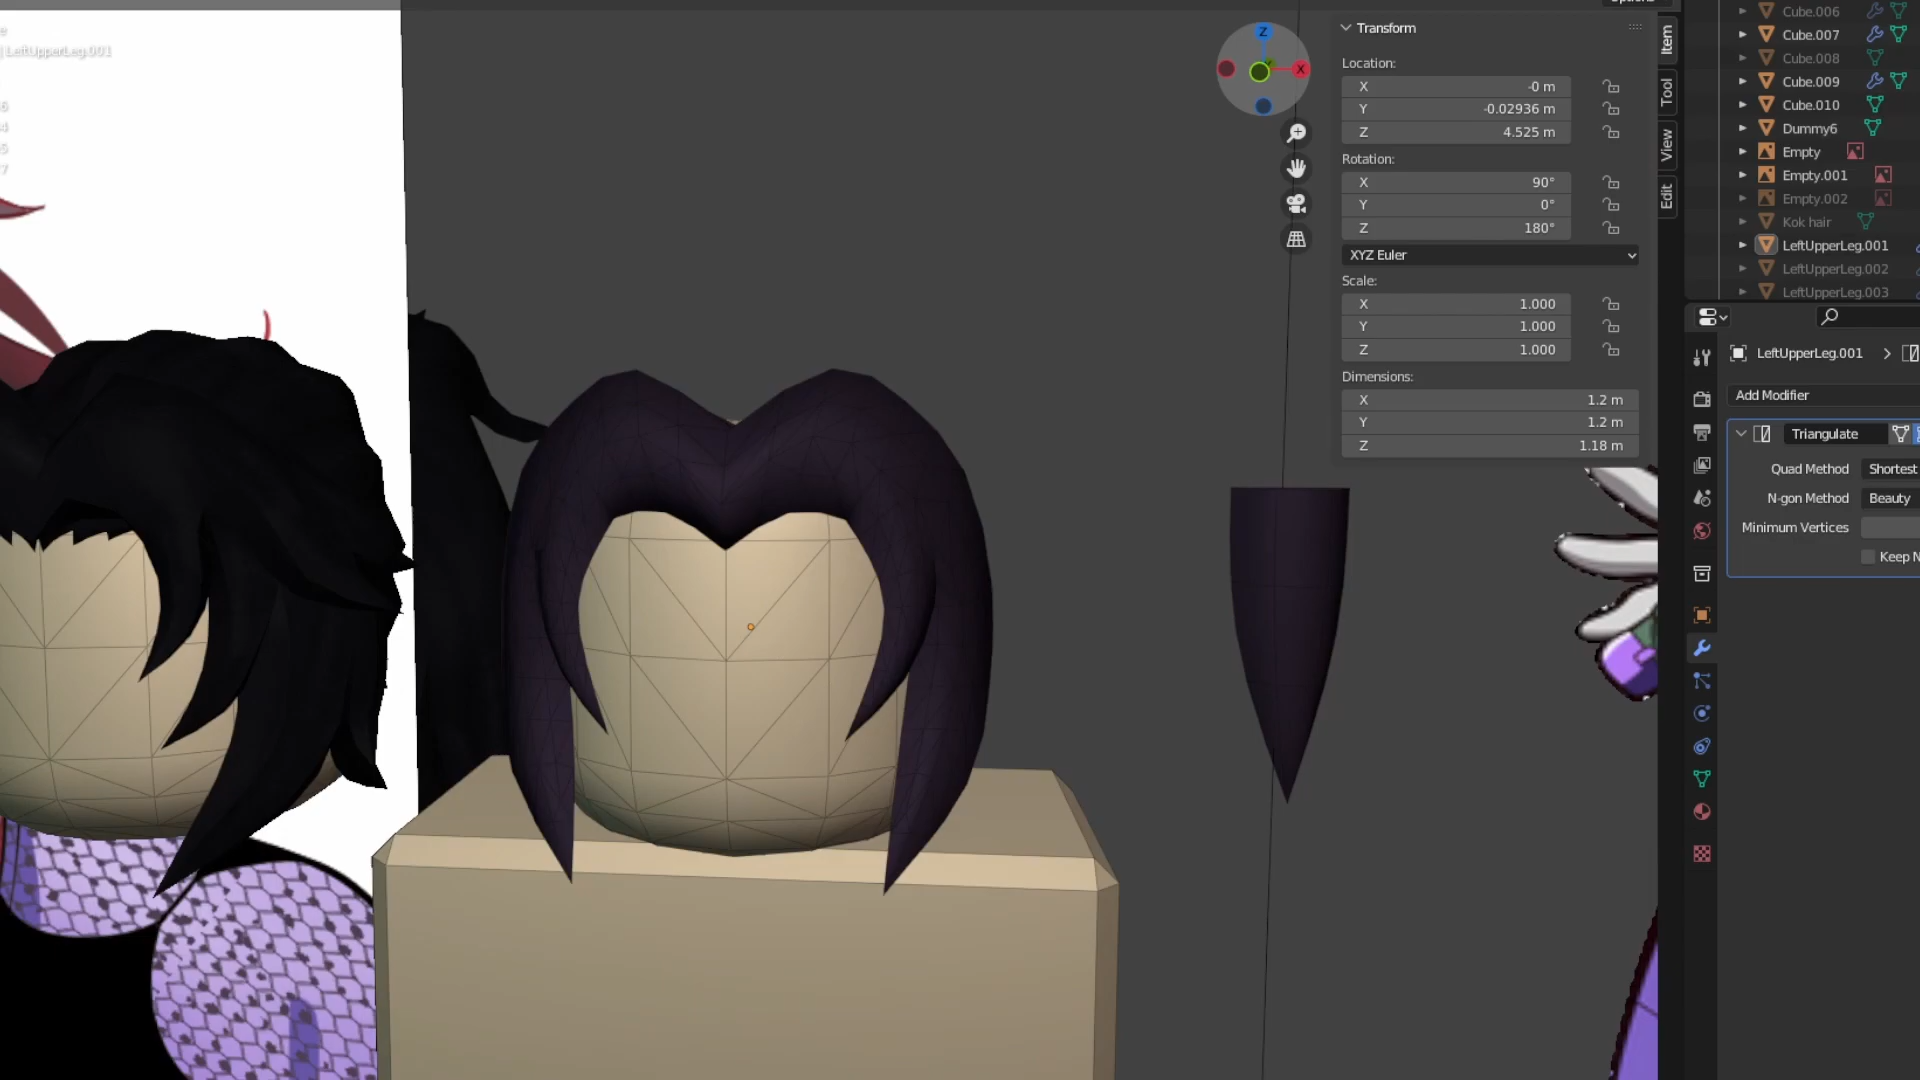 LeftUpperLeg.001
Transform
Location:
X -0 m
Y -0.02936 m
Z 4.525 m
Rotation:
X 90°
Y 0°
Z 180°
XYZ Euler
Scale:
X 1.000
Y 1.000
Z 1.000
Dimensions:
X 1.2 m
Y 1.2 m
Z 1.18 m
Z
X
Item
Tool
View
Edit
Cube.006
Cube.007
Cube.008
Cube.009
Cube.010
Dummy6
Empty
Empty.001
Empty.002
Kok hair
LeftUpperLeg.001
LeftUpperLeg.002
LeftUpperLeg.003
LeftUpperLeg.001
Add Modifier
Triangulate
Quad Method Shortest
N-gon Method Beauty
Minimum Vertices
Keep N